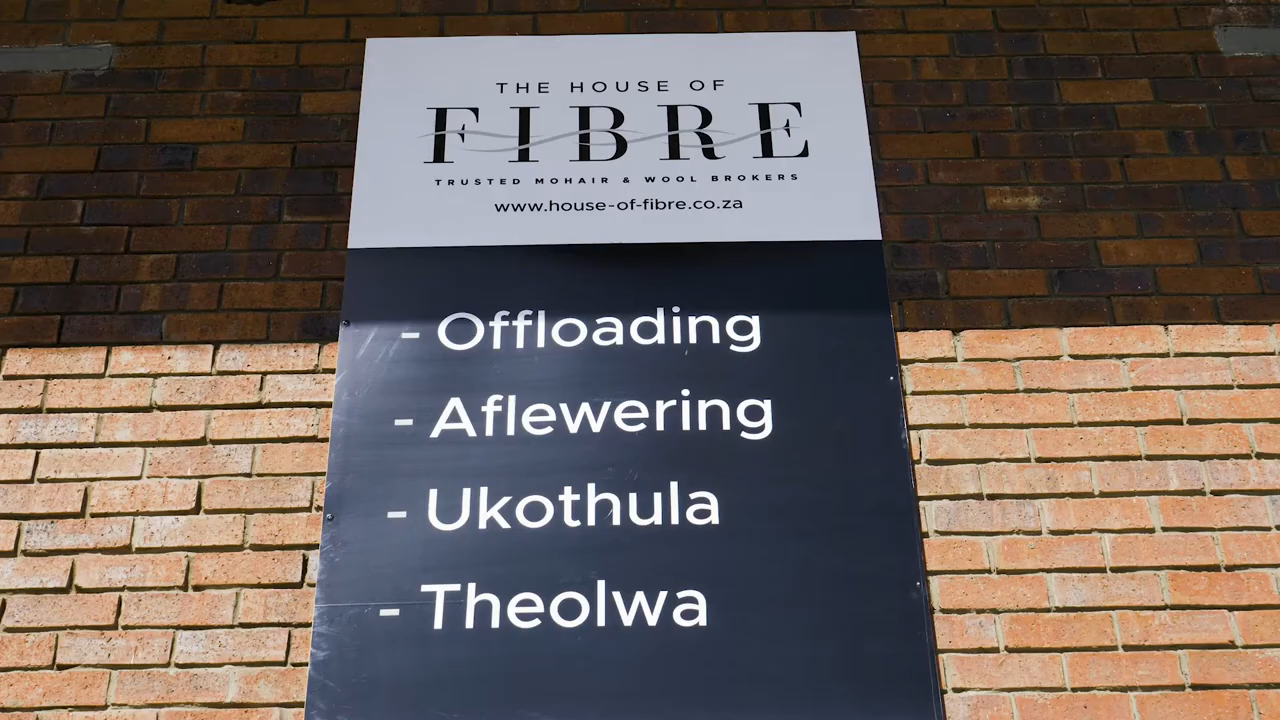 THE HOUSE OF
FIBRE
TRUSTED MOHAIR & WOOL BROKERS
www.house-of-fibre.co.za
- Offloading
- Aflewering
- Ukothula
- Theolwa